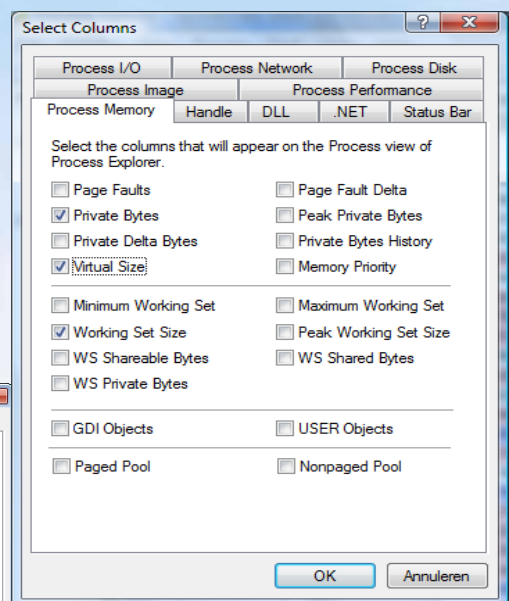 Select Columns
Process I/O Process Network Process Disk
Process Image Process Performance
Process Memory Handle DLL .NET Status Bar
Select the columns that will appear on the Process view of
Process Explorer.
Page Faults Page Fault Delta
Private Bytes Peak Private Bytes
Private Delta Bytes Private Bytes History
Virtual Size Memory Priority
Minimum Working Set Maximum Working Set
Working Set Size Peak Working Set Size
WS Shareable Bytes WS Shared Bytes
WS Private Bytes
GDI Objects USER Objects
Paged Pool Nonpaged Pool
OK Annuleren